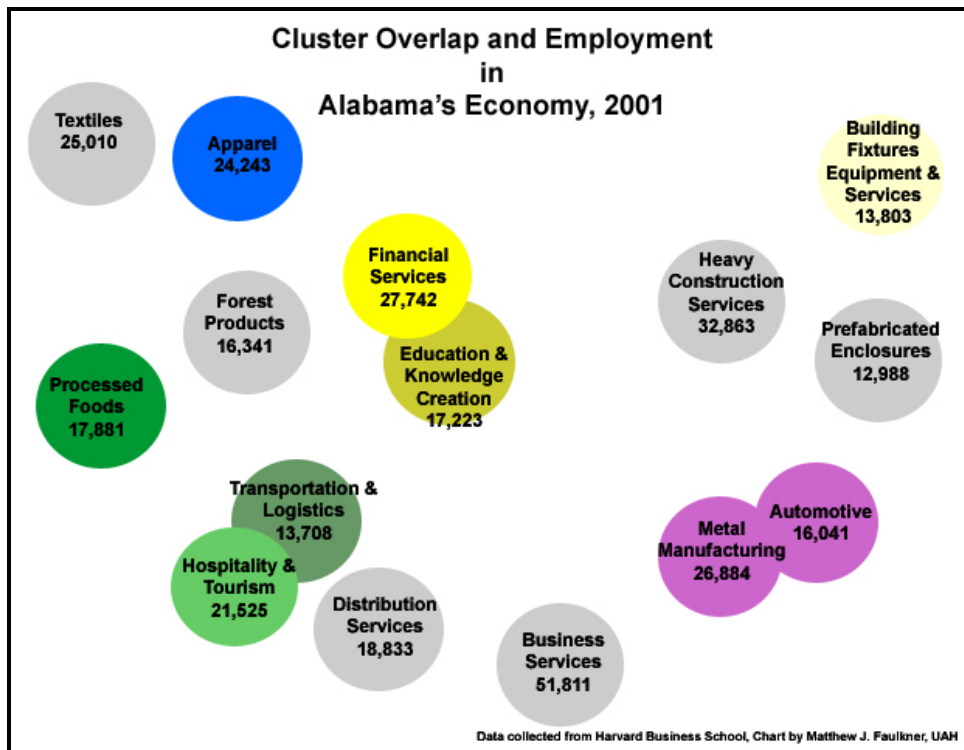 Cluster Overlap and Employment
in
Alabama's Economy, 2001
Textiles
25,010
Apparel
24,243
Building
Fixtures
Equipment &
Services
13,803
Financial
Services
27,742
Heavy
Construction
Services
32,863
Forest
Products
16,341
Prefabricated
Enclosures
12,988
Education &
Knowledge
Creation
17,223
Processed
Foods
17,881
Transportation &
Logistics
13,708
Automotive
16,041
Metal
Manufacturing
26,884
Hospitality &
Tourism
21,525
Distribution
Services
18,833
Business
Services
51,811
Data collected from Harvard Business School, Chart by Matthew J. Faulkner, UAH